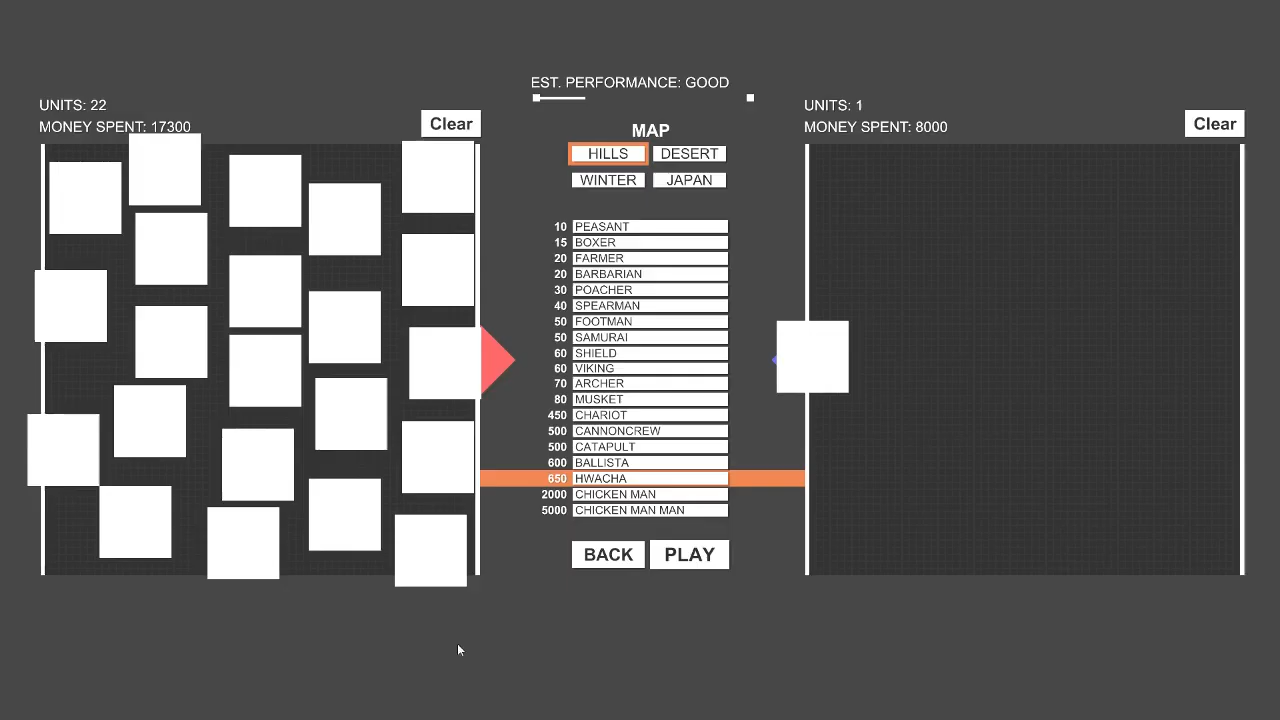 EST. PERFORMANCE: GOOD
UNITS: 22
MONEY SPENT: 17300
Clear
UNITS: 1
MONEY SPENT: 8000
Clear
MAP
HILLS DESERT
WINTER JAPAN
10 PEASANT
15 BOXER
20 FARMER
20 BARBARIAN
30 POACHER
40 SPEARMAN
50 FOOTMAN
50 SAMURAI
60 SHIELD
60 VIKING
70 ARCHER
80 MUSKET
450 CHARIOT
500 CANNONCREW
500 CATAPULT
600 BALLISTA
650 HWACHA
2000 CHICKEN MAN
5000 CHICKEN MAN MAN
BACK PLAY